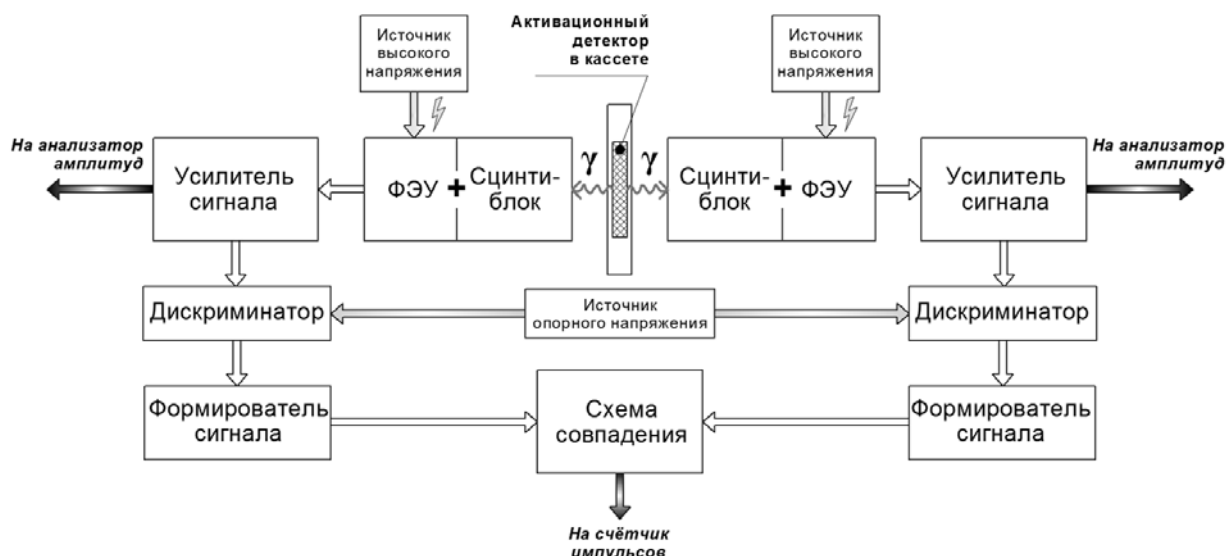 Источник
высокого
напряжения
Активационный
детектор
в кассете
Источник
высокого
напряжения
На анализатор
амплитуд
Усилитель
сигнала
ФЭУ + Сцинти-
блок
γ γ
Сцинти-
блок + ФЭУ
Усилитель
сигнала
На анализатор
амплитуд
Дискриминатор
Источник
опорного напряжения
Дискриминатор
Формирователь
сигнала
Схема
совпадения
Формирователь
сигнала
На счётчик
импульсов